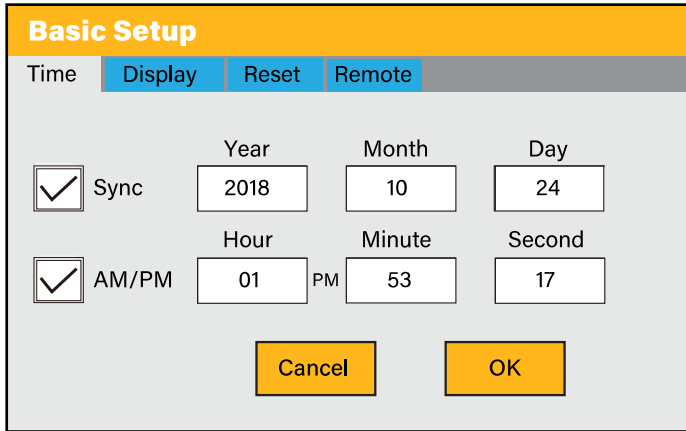 Basic Setup
Time Display Reset Remote
Year Month Day
Sync 2018 10 24
Hour Minute Second
AM/PM 01 PM 53 17
Cancel OK